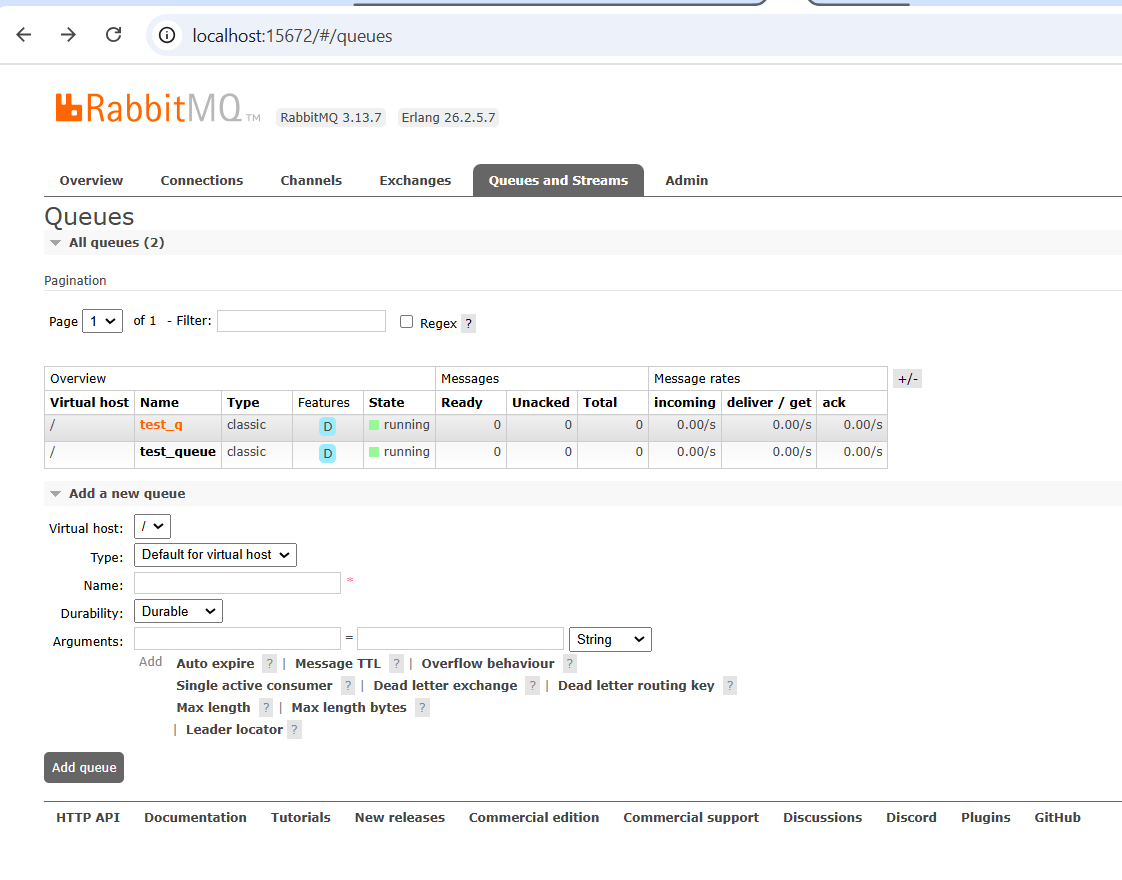 localhost:15672/#/queues
RabbitMQ TM RabbitMQ 3.13.7 Erlang 26.2.5.7
Overview Connections Channels Exchanges Queues and Streams Admin
Queues
All queues (2)
Pagination
Page 1 of 1 - Filter: Regex ?
Overview Messages Message rates +/-
Virtual host Name Type Features State Ready Unacked Total incoming deliver / get ack
/ test_q classic D running 0 0 0 0.00/s 0.00/s 0.00/s
/ test_queue classic D running 0 0 0 0.00/s 0.00/s 0.00/s
Add a new queue
Virtual host: /
Type: Default for virtual host
Name: *
Durability: Durable
Arguments: = String
Add Auto expire ? | Message TTL ? | Overflow behaviour ?
Single active consumer ? | Dead letter exchange ? | Dead letter routing key ?
Max length ? | Max length bytes ?
| Leader locator ?
Add queue
HTTP API Documentation Tutorials New releases Commercial edition Commercial support Discussions Discord Plugins GitHub